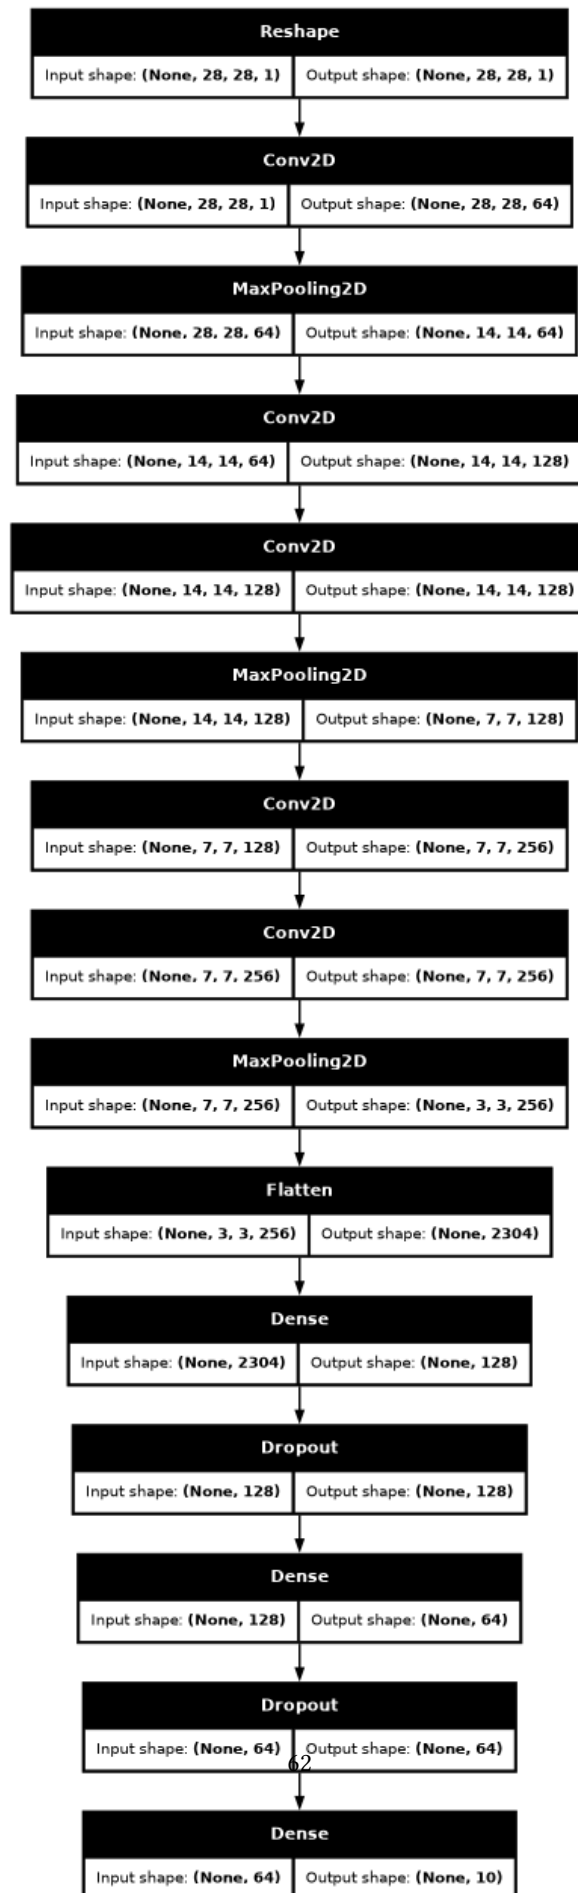 Reshape
Input shape: (None, 28, 28, 1) Output shape: (None, 28, 28, 1)
Conv2D
Input shape: (None, 28, 28, 1) Output shape: (None, 28, 28, 64)
MaxPooling2D
Input shape: (None, 28, 28, 64) Output shape: (None, 14, 14, 64)
Conv2D
Input shape: (None, 14, 14, 64) Output shape: (None, 14, 14, 128)
Conv2D
Input shape: (None, 14, 14, 128) Output shape: (None, 14, 14, 128)
MaxPooling2D
Input shape: (None, 14, 14, 128) Output shape: (None, 7, 7, 128)
Conv2D
Input shape: (None, 7, 7, 128) Output shape: (None, 7, 7, 256)
Conv2D
Input shape: (None, 7, 7, 256) Output shape: (None, 7, 7, 256)
MaxPooling2D
Input shape: (None, 7, 7, 256) Output shape: (None, 3, 3, 256)
Flatten
Input shape: (None, 3, 3, 256) Output shape: (None, 2304)
Dense
Input shape: (None, 2304) Output shape: (None, 128)
Dropout
Input shape: (None, 128) Output shape: (None, 128)
Dense
Input shape: (None, 128) Output shape: (None, 64)
Dropout
Input shape: (None, 64) Output shape: (None, 64)
62
Dense
Input shape: (None, 64) Output shape: (None, 10)